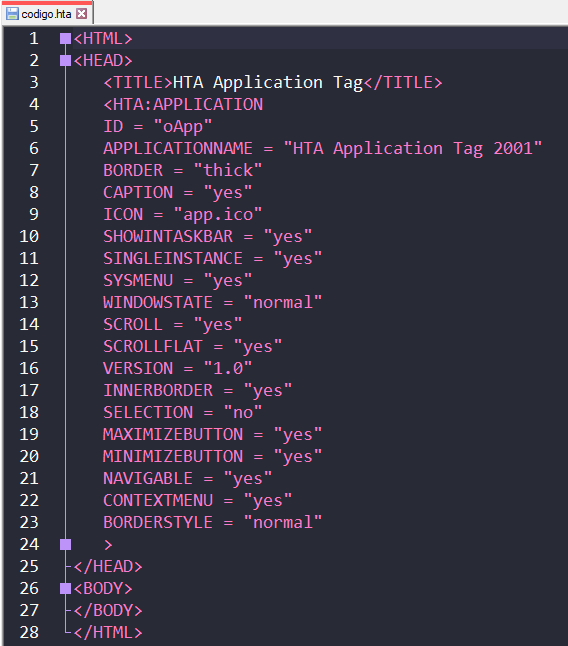 codigo.hta
1 <HTML>
2 <HEAD>
3 <TITLE>HTA Application Tag</TITLE>
4 <HTA:APPLICATION
5 ID = "oApp"
6 APPLICATIONNAME = "HTA Application Tag 2001"
7 BORDER = "thick"
8 CAPTION = "yes"
9 ICON = "app.ico"
10 SHOWINTASKBAR = "yes"
11 SINGLEINSTANCE = "yes"
12 SYSMENU = "yes"
13 WINDOWSTATE = "normal"
14 SCROLL = "yes"
15 SCROLLFLAT = "yes"
16 VERSION = "1.0"
17 INNERBORDER = "yes"
18 SELECTION = "no"
19 MAXIMIZEBUTTON = "yes"
20 MINIMIZEBUTTON = "yes"
21 NAVIGABLE = "yes"
22 CONTEXTMENU = "yes"
23 BORDERSTYLE = "normal"
24 >
25 </HEAD>
26 <BODY>
27 </BODY>
28 </HTML>